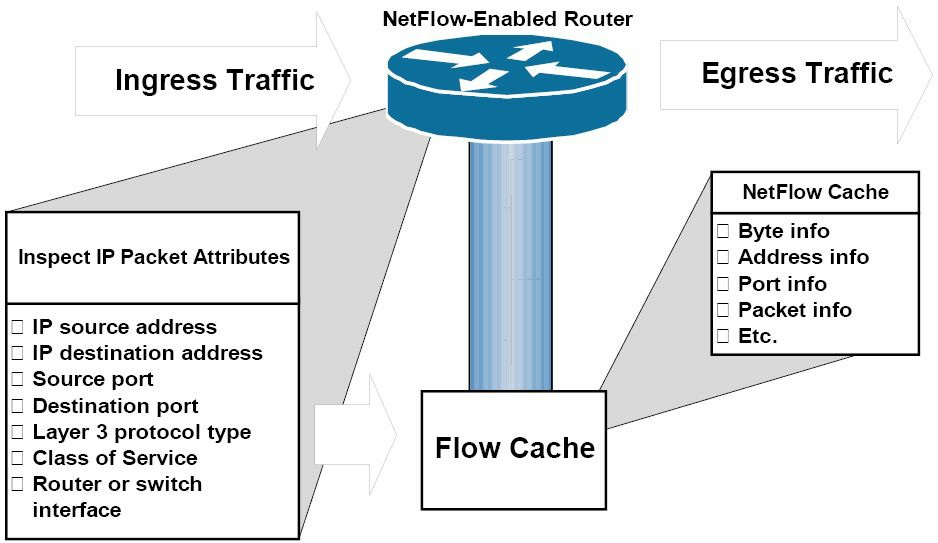 NetFlow-Enabled Router
Ingress Traffic
Egress Traffic
Inspect IP Packet Attributes
IP source address
IP destination address
Source port
Destination port
Layer 3 protocol type
Class of Service
Router or switch
interface
Flow Cache
NetFlow Cache
Byte info
Address info
Port info
Packet info
Etc.